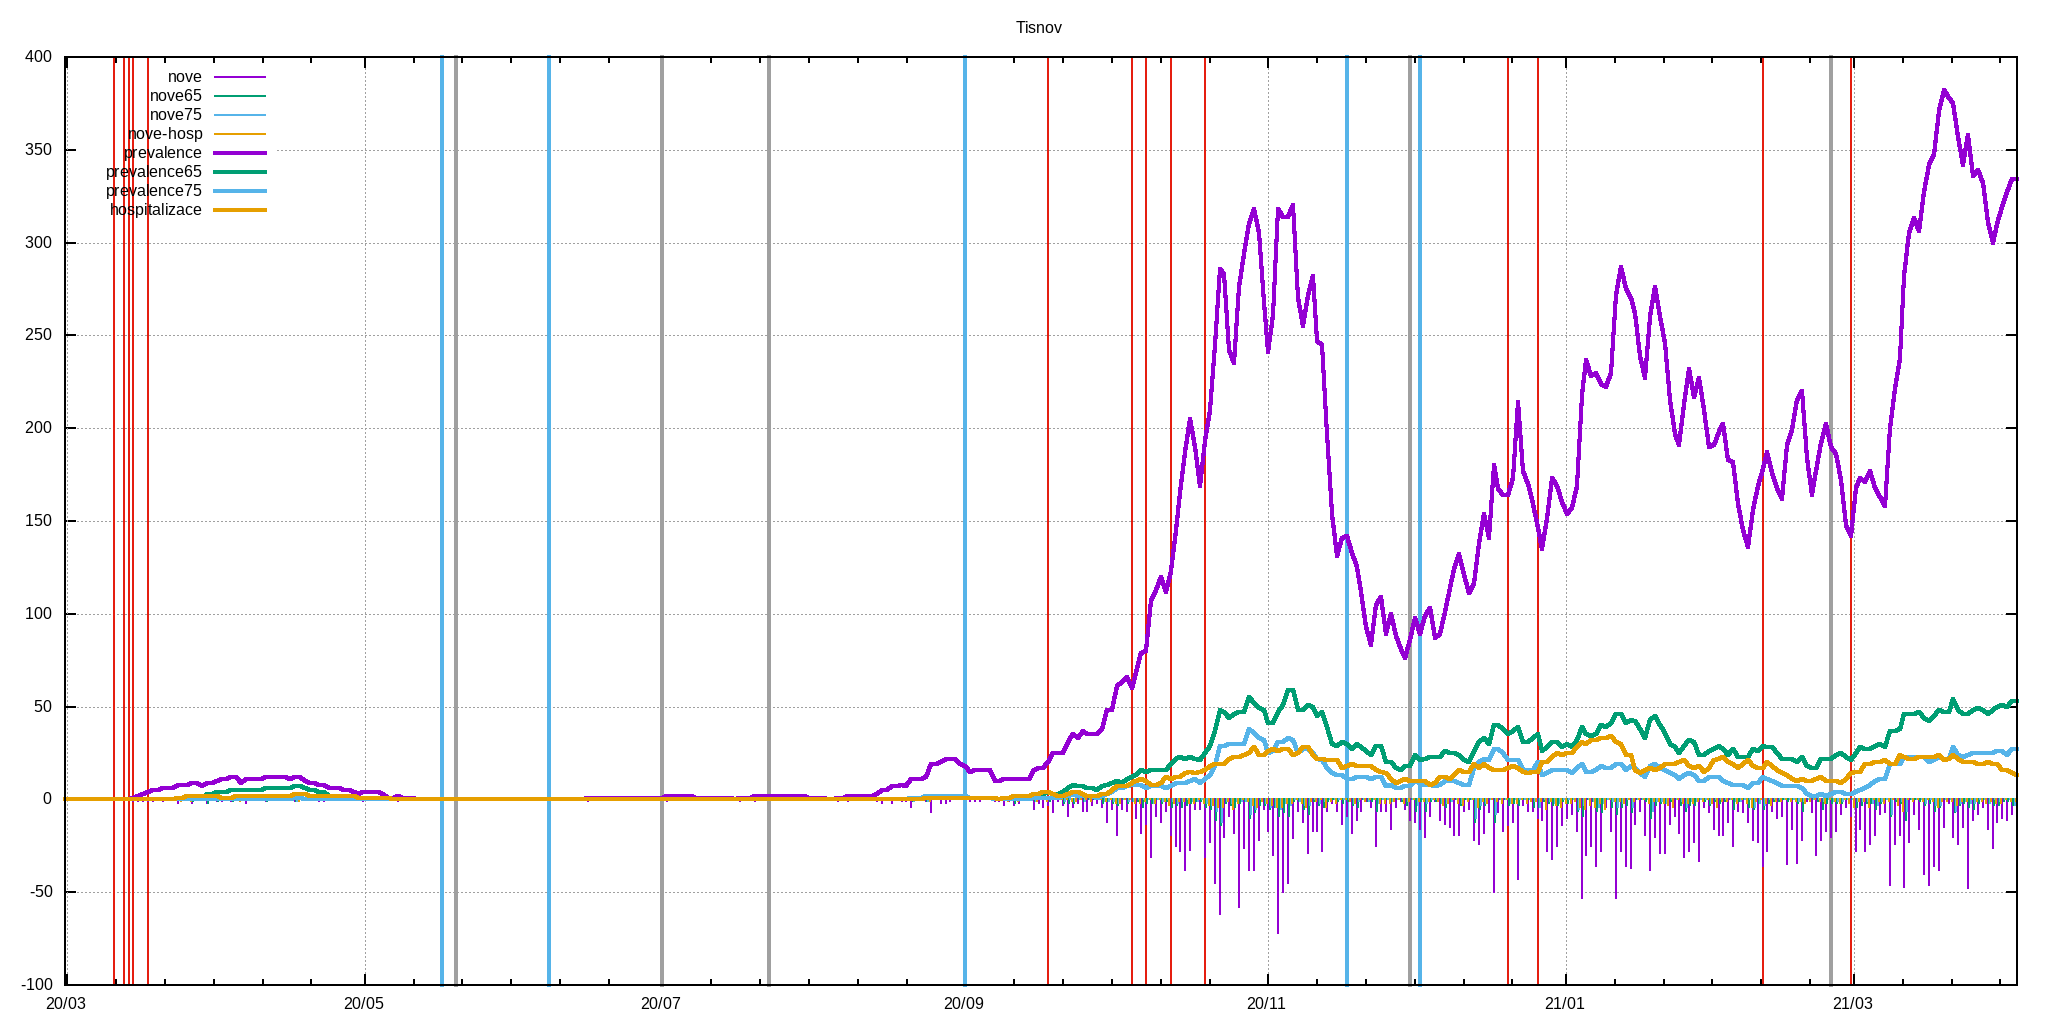 Tisnov
400
350
300
250
200
150
100
50
0
-50
-100
nove
nove65
nove75
nove-hosp
prevalence
prevalence65
prevalence75
hospitalizace
20/03 20/05 20/07 20/09 20/11 21/01 21/03